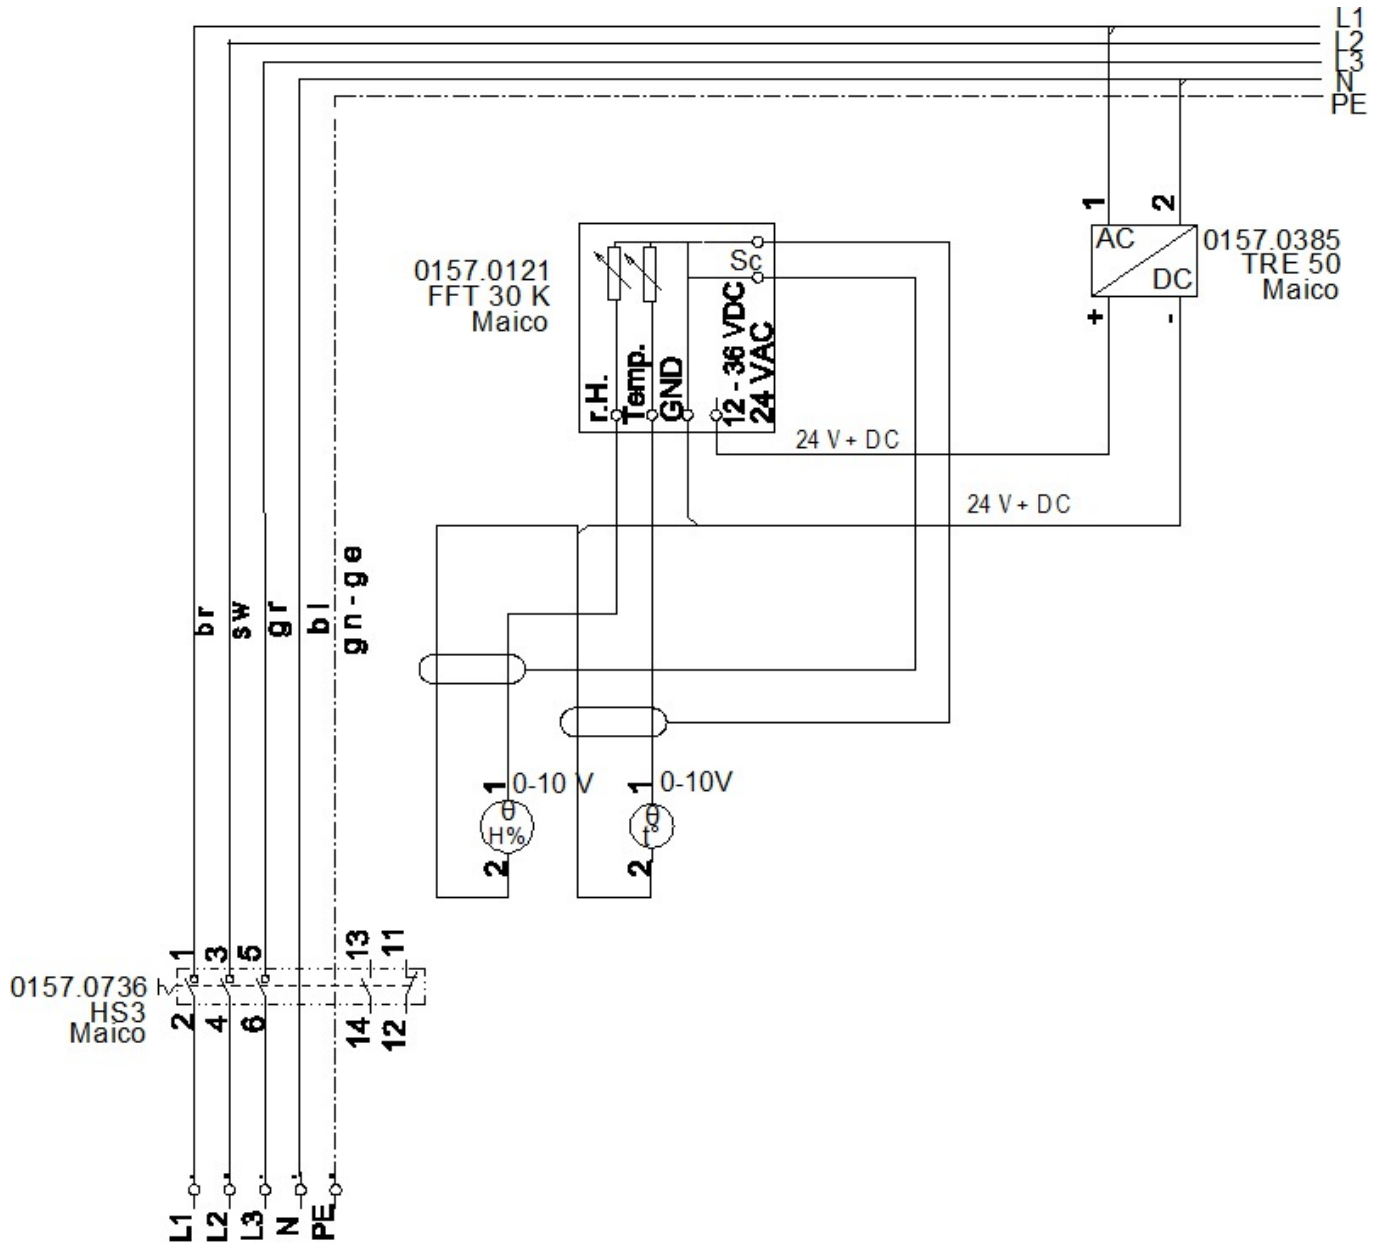 L1
L2
L3
N
PE
1
2
AC
DC
0157.0385
TRE 50
Maico
+
-
0157.0121
FFT 30 K
Maico
Sc
r.H.
Temp.
GND
12 - 36 VDC
24 VAC
24 V + DC
24 V + DC
br
sw
gr
bl
gn-ge
1
0-10 V
θ
H%
2
1
0-10V
θ
t°
2
1
3
5
13
11
0157.0736
HS3
Maico
2
4
6
14
12
L1
L2
L3
N
PE